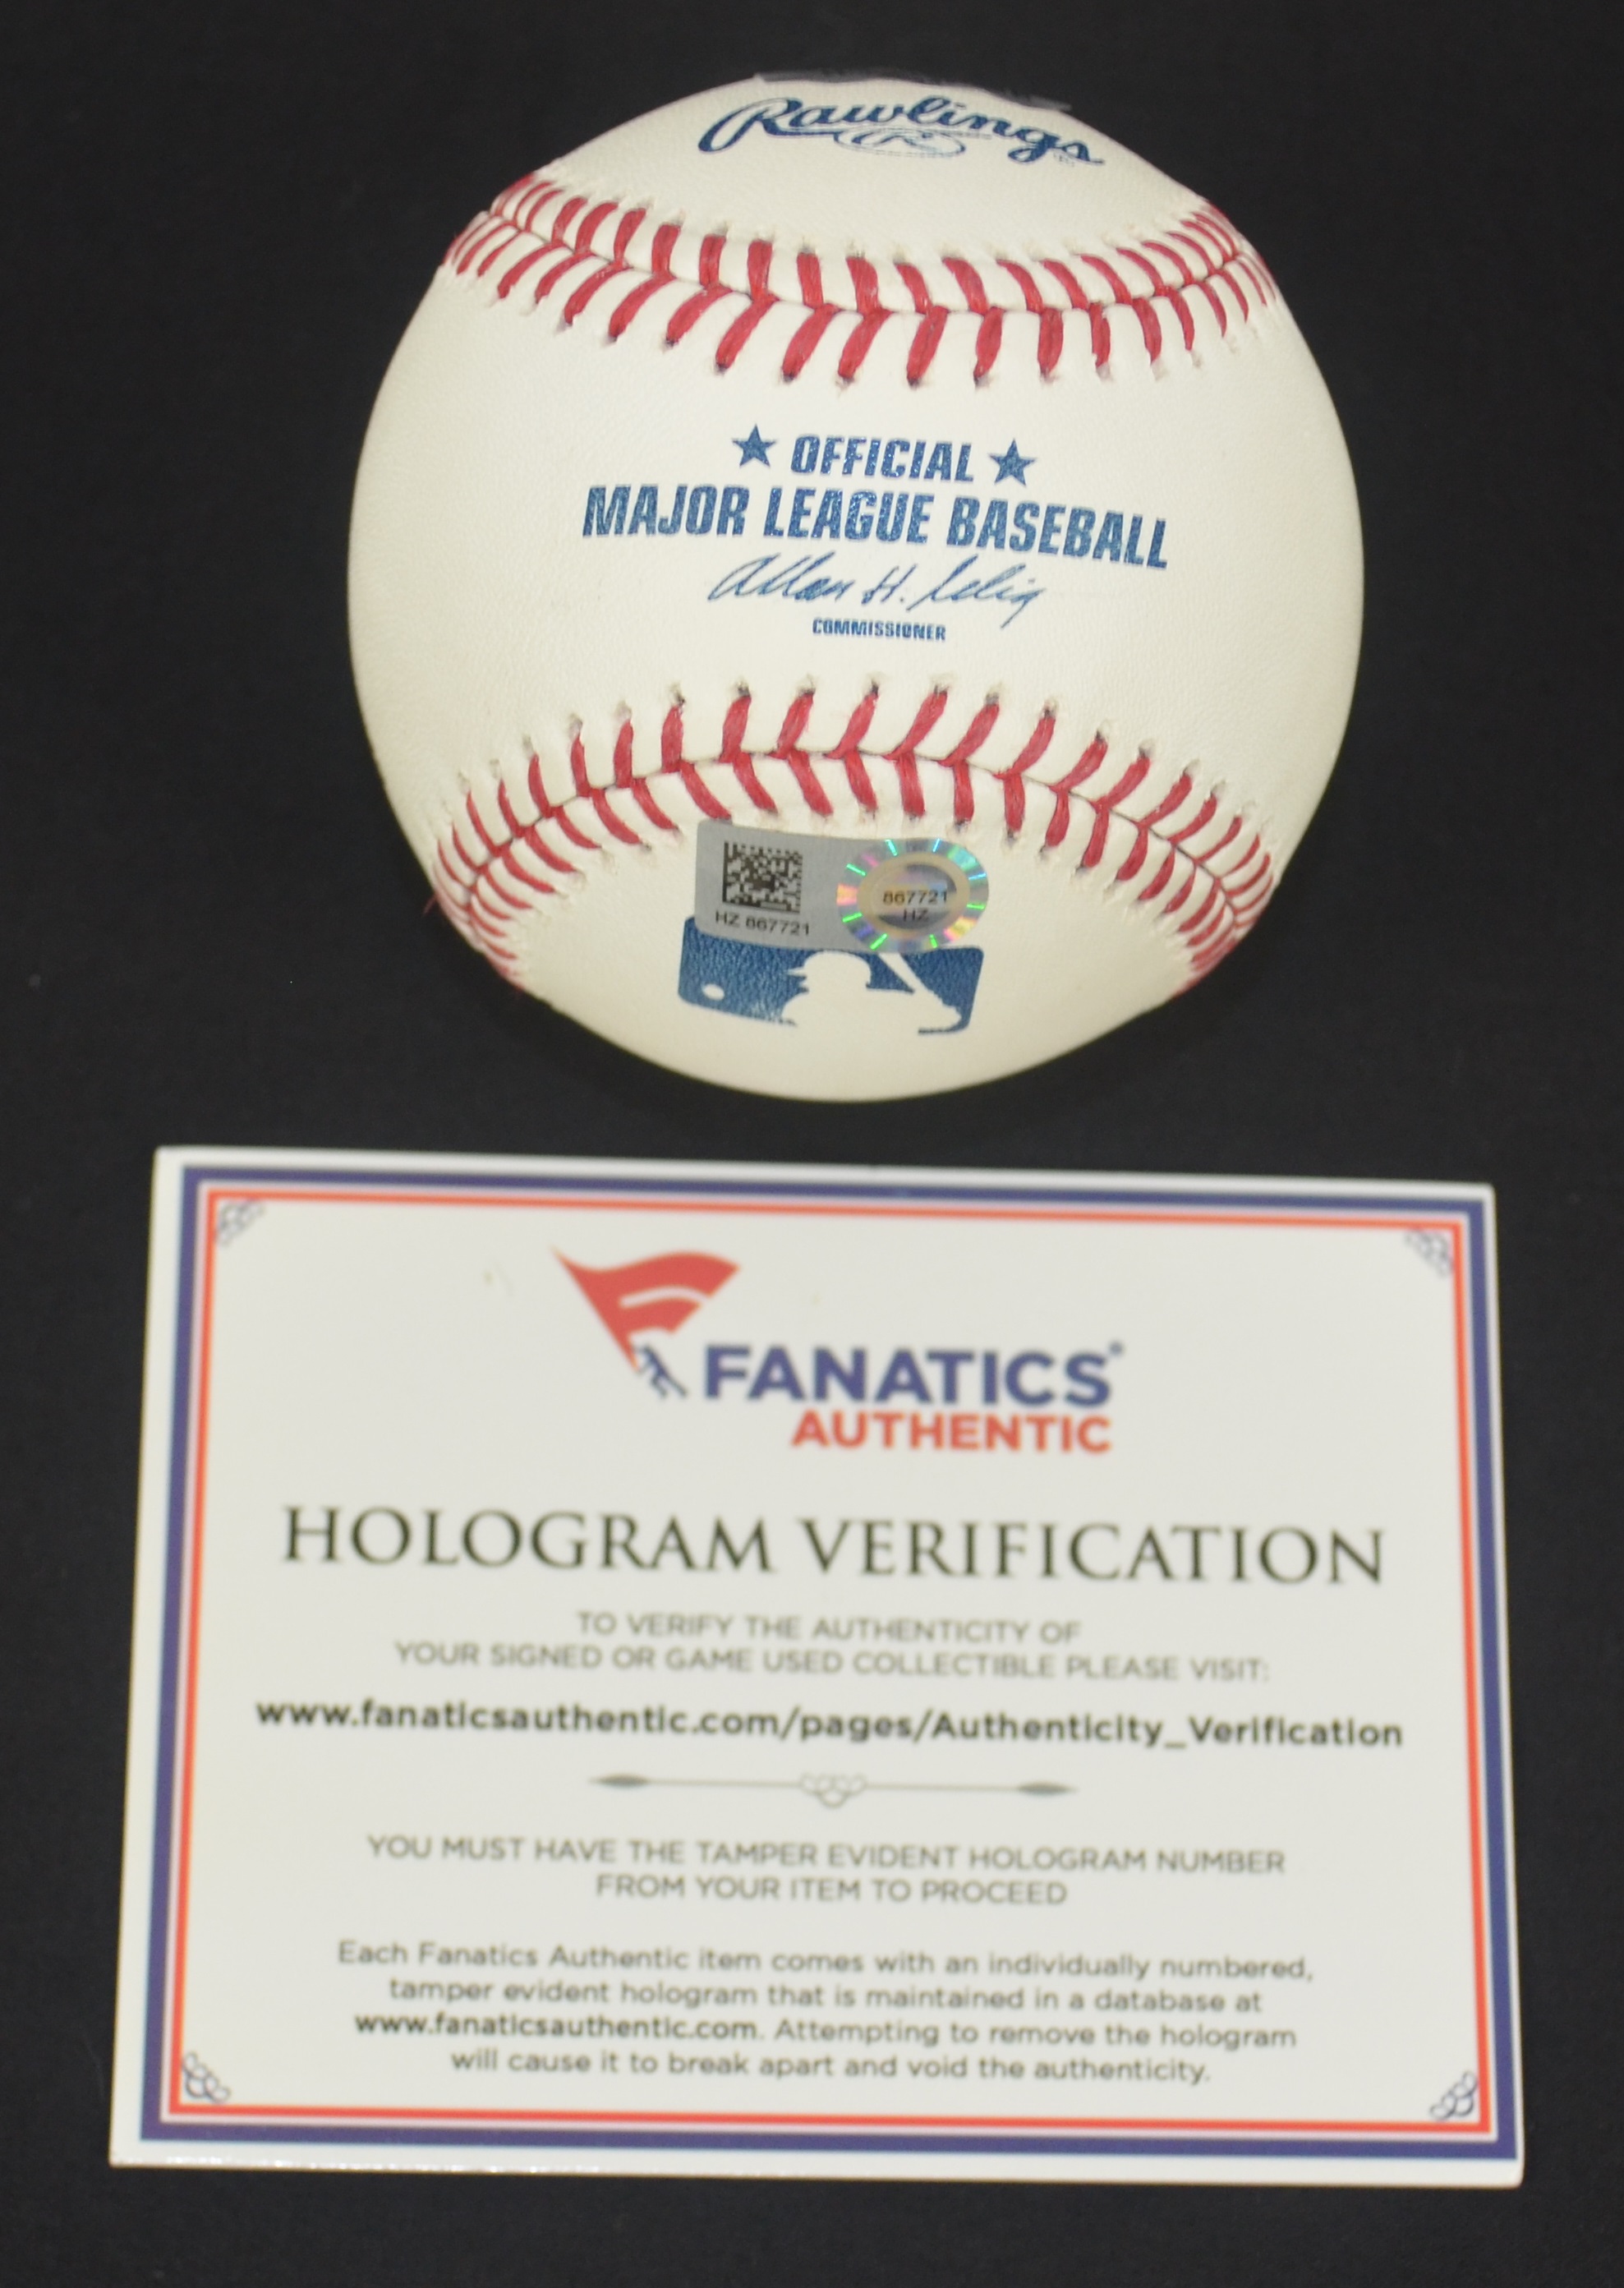 Rawlings
R
OFFICIAL
MAJOR LEAGUE BASEBALL
Allan H. Selig
COMMISSIONER
HZ 867721
867721
HZ
FANATICS®
AUTHENTIC
HOLOGRAM VERIFICATION
TO VERIFY THE AUTHENTICITY OF
YOUR SIGNED OR GAME USED COLLECTIBLE PLEASE VISIT:
www.fanaticsauthentic.com/pages/Authenticity_Verification
YOU MUST HAVE THE TAMPER EVIDENT HOLOGRAM NUMBER
FROM YOUR ITEM TO PROCEED
Each Fanatics Authentic item comes with an individually numbered,
tamper evident hologram that is maintained in a database at
www.fanaticsauthentic.com. Attempting to remove the hologram
will cause it to break apart and void the authenticity.